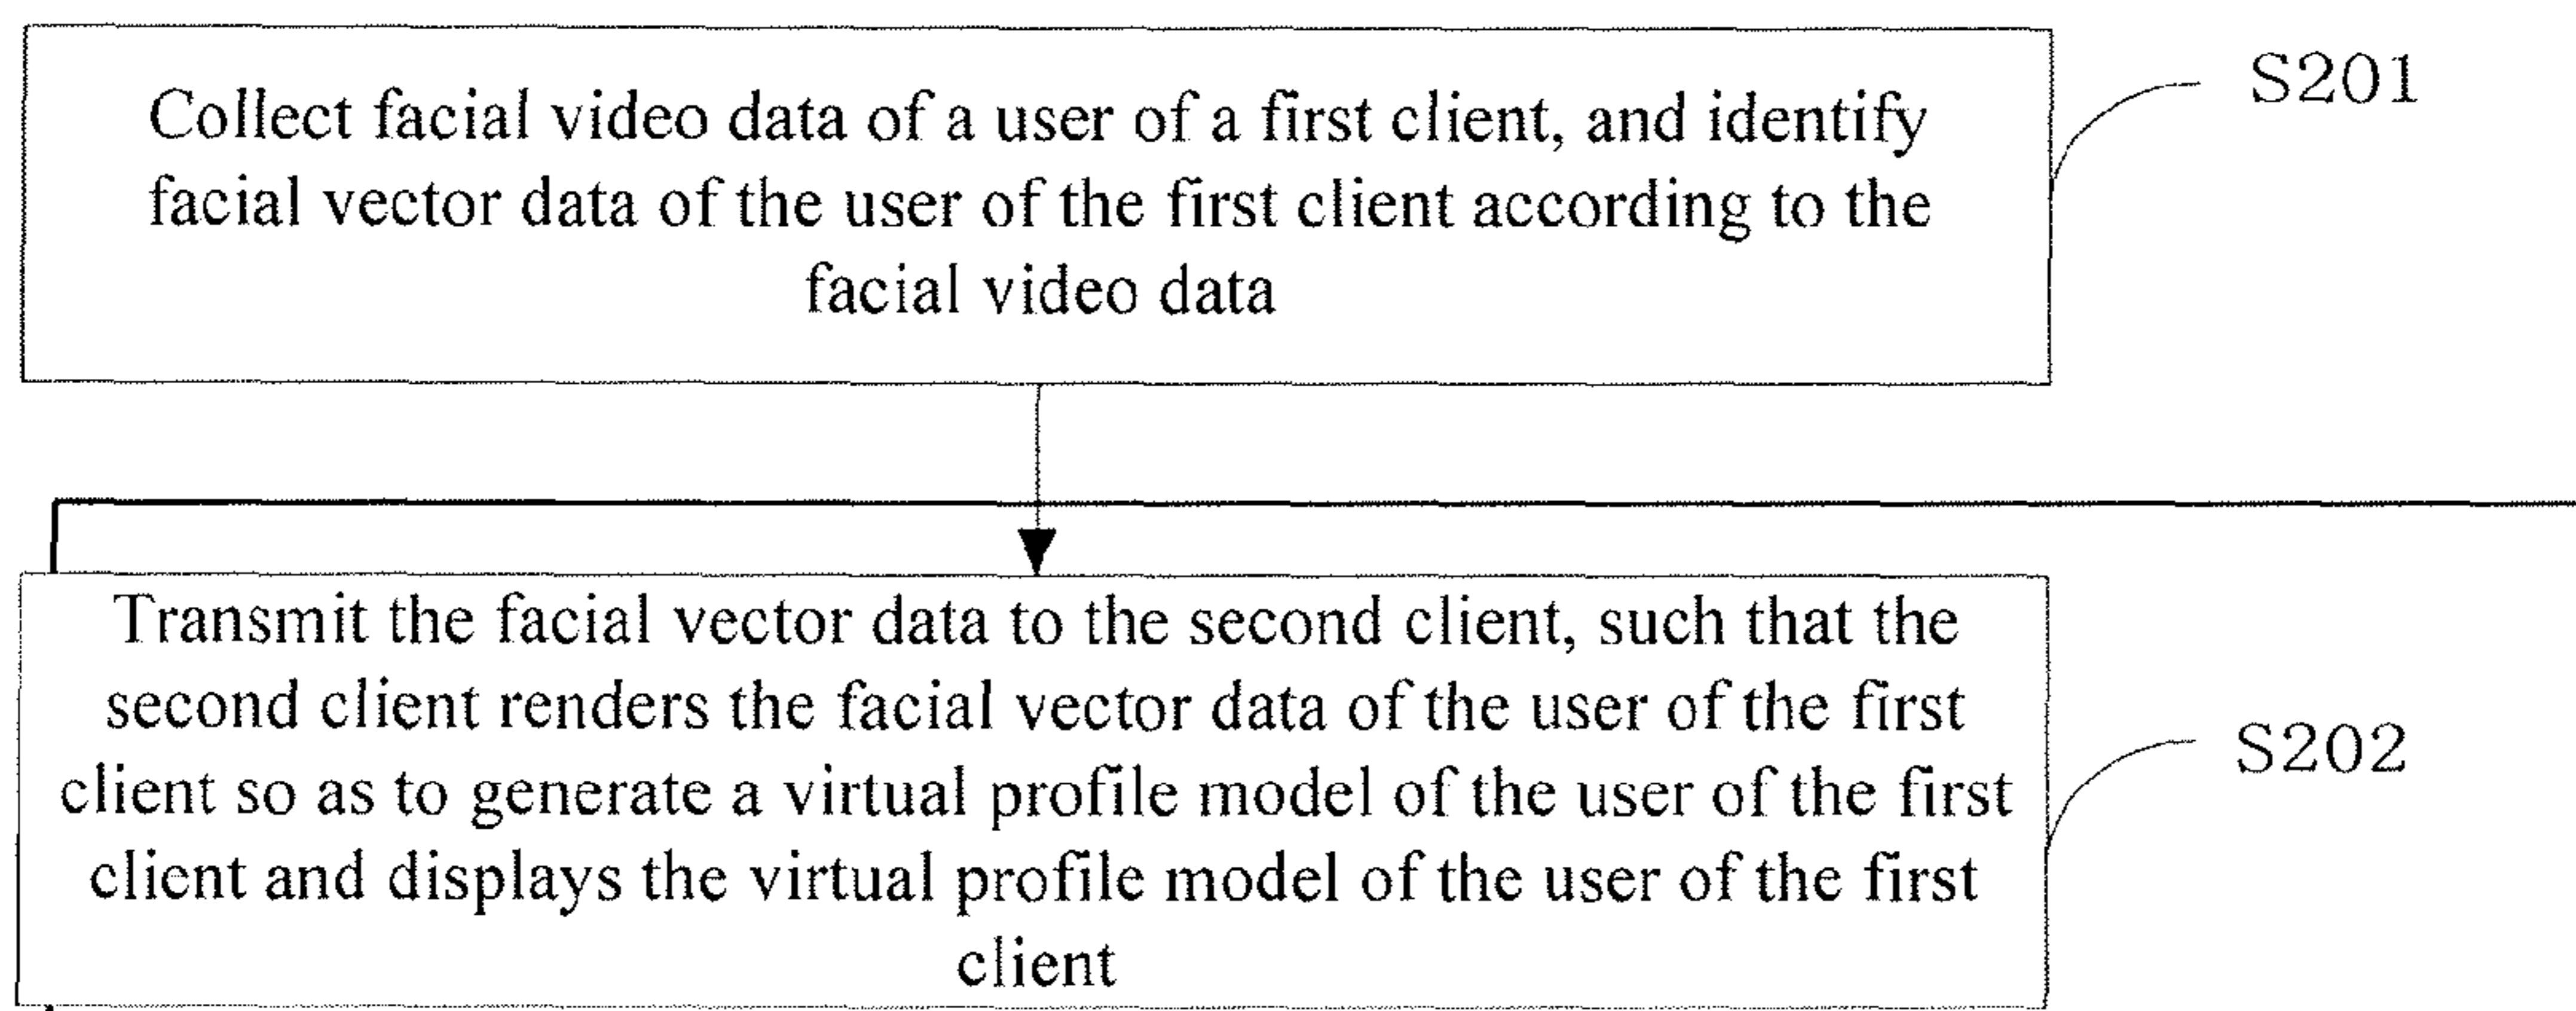 Collect facial video data of a user of a first client, and identify
facial vector data of the user of the first client according to the
facial video data
S201
Transmit the facial vector data to the second client, such that the
second client renders the facial vector data of the user of the first
client so as to generate a virtual profile model of the user of the first
client and displays the virtual profile model of the user of the first
client
S202